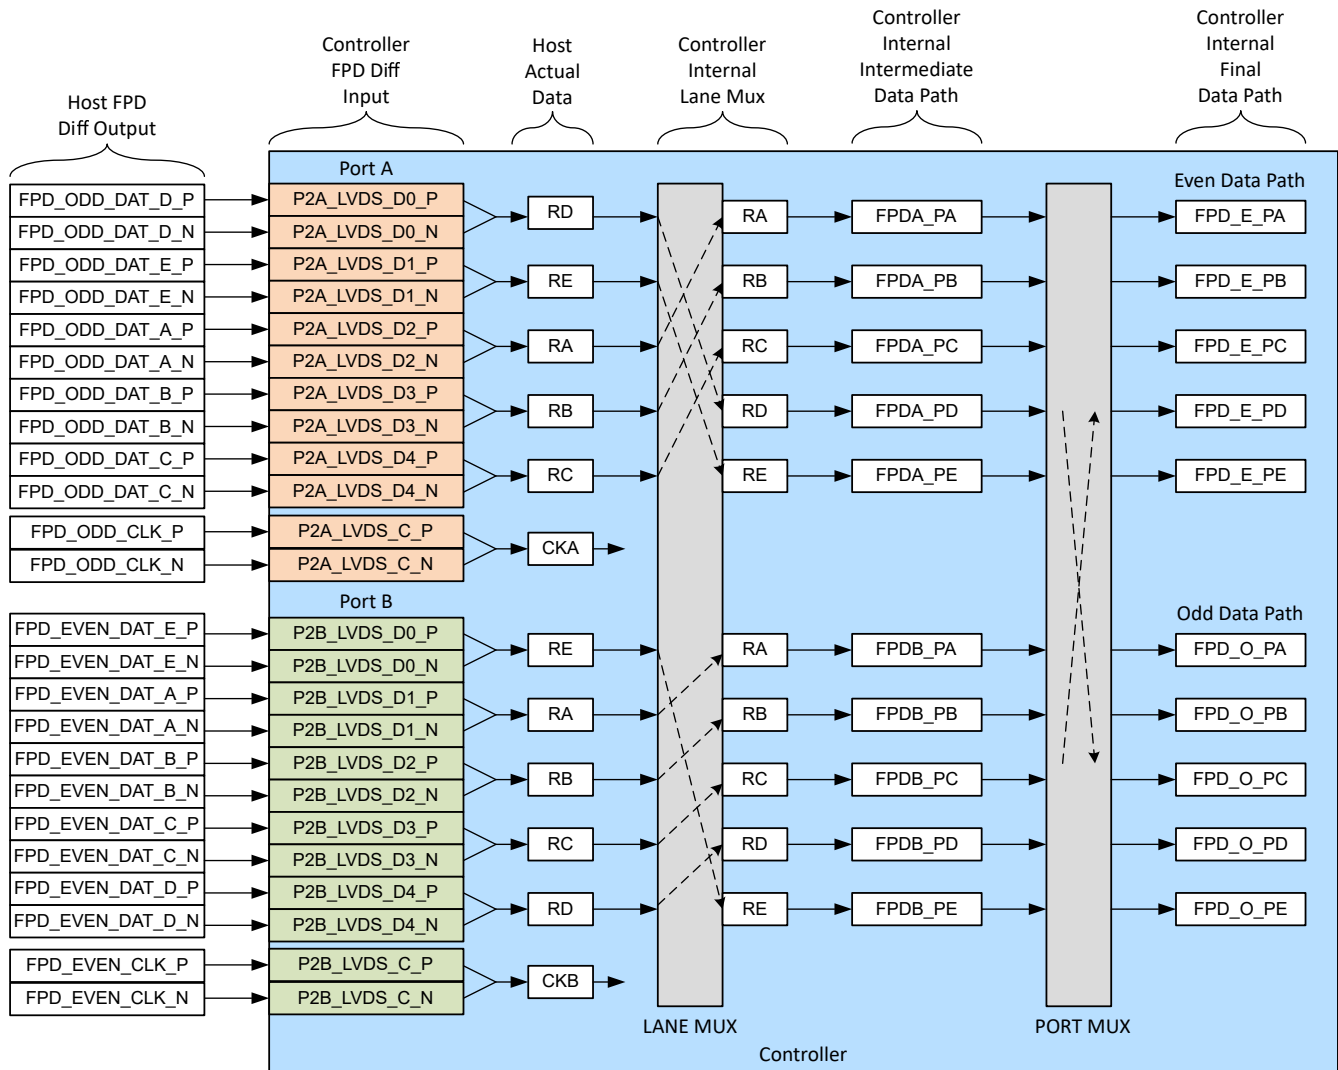 Host FPD
Diff Output
Controller
FPD Diff
Input
Host
Actual
Data
Controller
Internal
Lane Mux
Controller
Internal
Intermediate
Data Path
Controller
Internal
Final
Data Path
Port A
Even Data Path
FPD_ODD_DAT_D_P
P2A_LVDS_D0_P
RD
RA
FPDA_PA
FPD_E_PA
FPD_ODD_DAT_D_N
P2A_LVDS_D0_N
FPD_ODD_DAT_E_P
P2A_LVDS_D1_P
RE
RB
FPDA_PB
FPD_E_PB
FPD_ODD_DAT_E_N
P2A_LVDS_D1_N
FPD_ODD_DAT_A_P
P2A_LVDS_D2_P
RA
RC
FPDA_PC
FPD_E_PC
FPD_ODD_DAT_A_N
P2A_LVDS_D2_N
FPD_ODD_DAT_B_P
P2A_LVDS_D3_P
RB
RD
FPDA_PD
FPD_E_PD
FPD_ODD_DAT_B_N
P2A_LVDS_D3_N
FPD_ODD_DAT_C_P
P2A_LVDS_D4_P
RC
RE
FPDA_PE
FPD_E_PE
FPD_ODD_DAT_C_N
P2A_LVDS_D4_N
FPD_ODD_CLK_P
P2A_LVDS_C_P
CKA
FPD_ODD_CLK_N
P2A_LVDS_C_N
Port B
Odd Data Path
FPD_EVEN_DAT_E_P
P2B_LVDS_D0_P
RE
RA
FPDB_PA
FPD_O_PA
FPD_EVEN_DAT_E_N
P2B_LVDS_D0_N
FPD_EVEN_DAT_A_P
P2B_LVDS_D1_P
RA
RB
FPDB_PB
FPD_O_PB
FPD_EVEN_DAT_A_N
P2B_LVDS_D1_N
FPD_EVEN_DAT_B_P
P2B_LVDS_D2_P
RB
RC
FPDB_PC
FPD_O_PC
FPD_EVEN_DAT_B_N
P2B_LVDS_D2_N
FPD_EVEN_DAT_C_P
P2B_LVDS_D3_P
RC
RD
FPDB_PD
FPD_O_PD
FPD_EVEN_DAT_C_N
P2B_LVDS_D3_N
FPD_EVEN_DAT_D_P
P2B_LVDS_D4_P
RD
RE
FPDB_PE
FPD_O_PE
FPD_EVEN_DAT_D_N
P2B_LVDS_D4_N
FPD_EVEN_CLK_P
P2B_LVDS_C_P
CKB
FPD_EVEN_CLK_N
P2B_LVDS_C_N
LANE MUX
PORT MUX
Controller